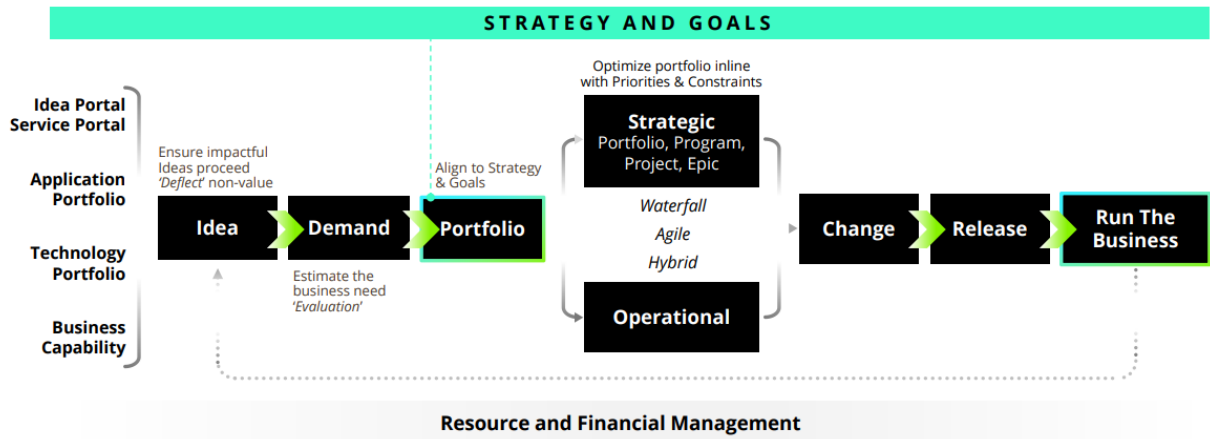 STRATEGY AND GOALS
Optimize portfolio inline
with Priorities & Constraints
Idea Portal
Service Portal
Application
Portfolio
Technology
Portfolio
Business
Capability
Ensure impactful
Ideas proceed
‘Deflect’ non-value
Idea
Demand
Estimate the
business need
‘Evaluation’
Align to Strategy
& Goals
Portfolio
Strategic
Portfolio, Program,
Project, Epic
Waterfall
Agile
Hybrid
Operational
Change
Release
Run The
Business
Resource and Financial Management